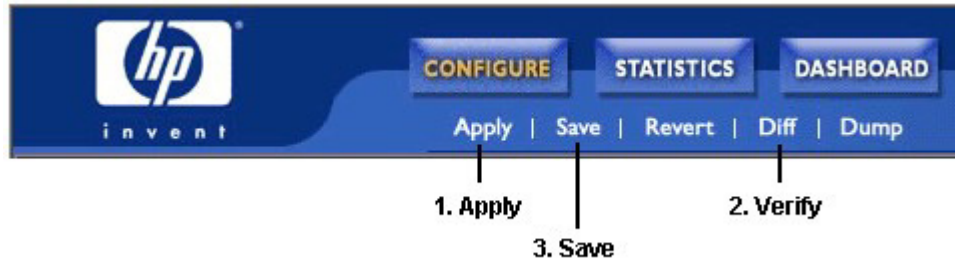 hp
invent
CONFIGURE STATISTICS DASHBOARD
Apply | Save | Revert | Diff | Dump
1. Apply 2. Verify
3. Save